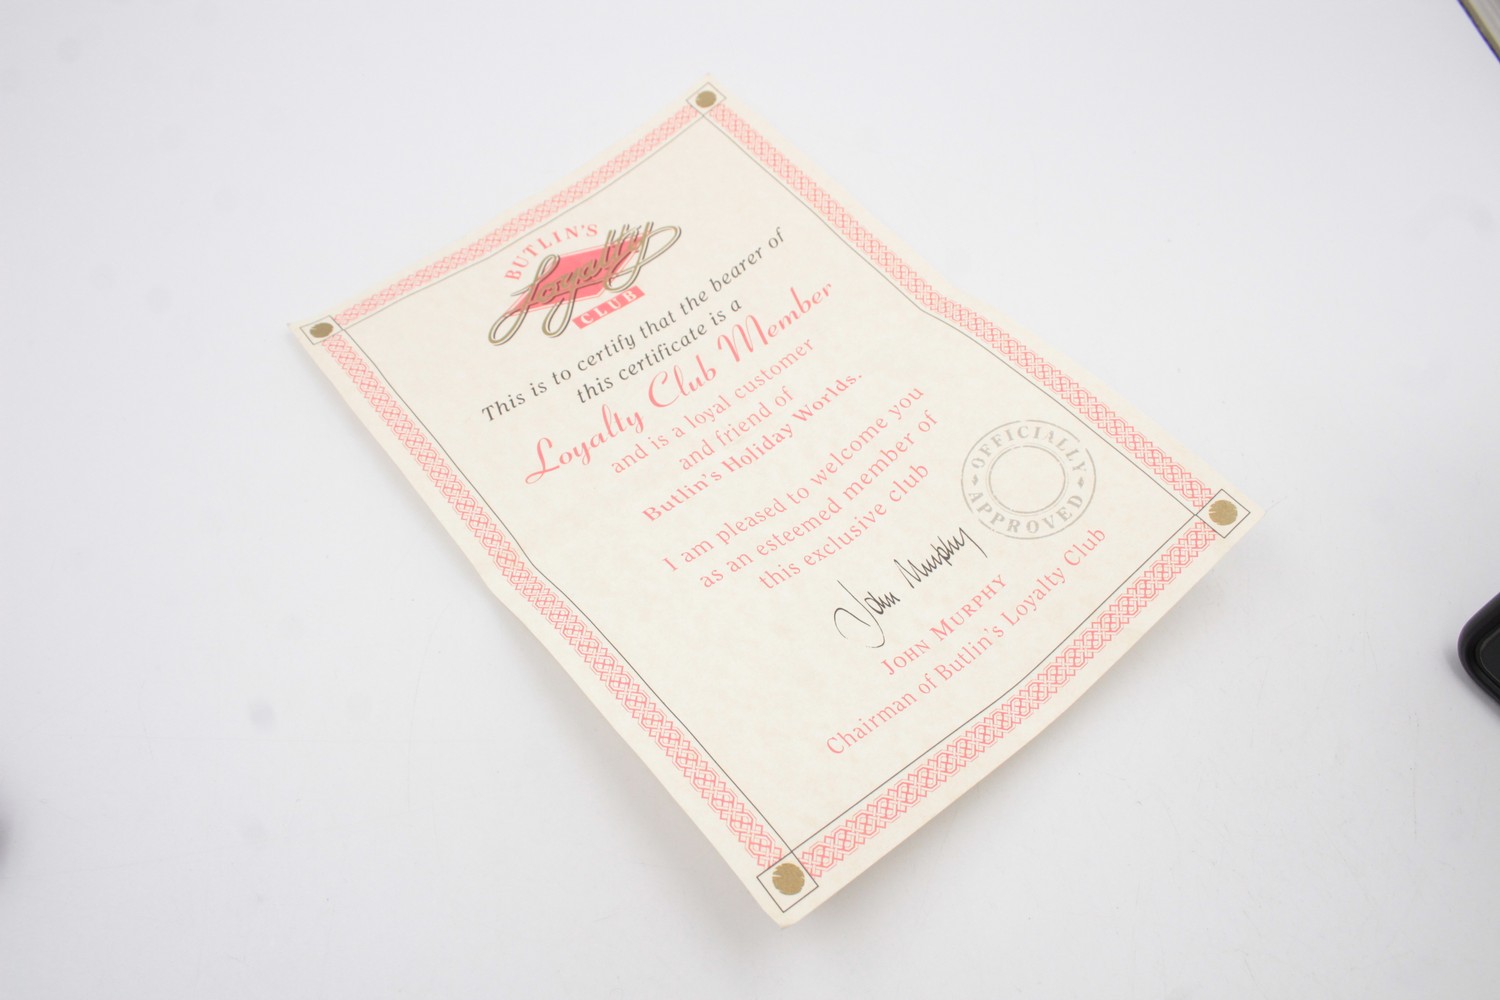 BUTLIN'S
Loyalty
CLUB
This is to certify that the bearer of
this certificate is a
Loyalty Club Member
and is a loyal customer
and friend of
Butlin's Holiday Worlds.
I am pleased to welcome you
as an esteemed member of
this exclusive club
OFFICIALLY
APPROVED
John Murphy
JOHN MURPHY
Chairman of Butlin's Loyalty Club